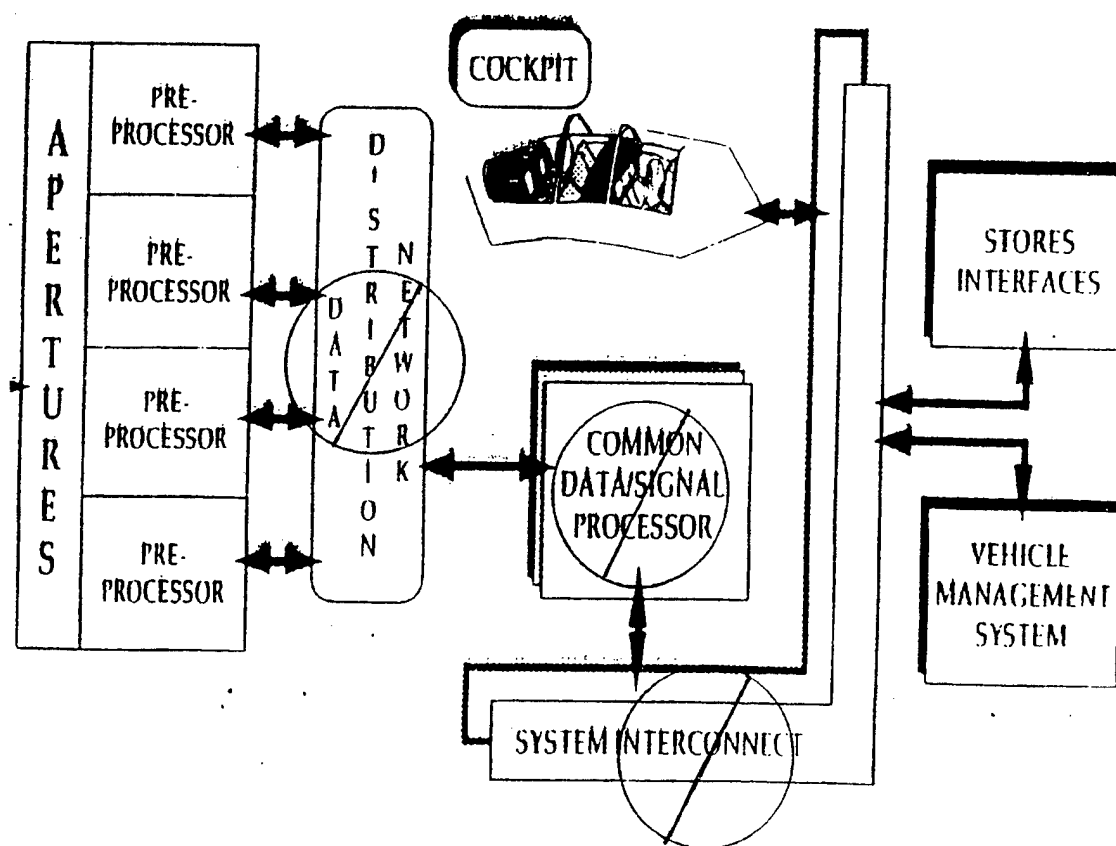 APERTURES
PRE-
PROCESSOR
PRE-
PROCESSOR
PRE-
PROCESSOR
PRE-
PROCESSOR
DATA
DISTRIBUTION
NETWORK
COCKPIT
COMMON
DATA/SIGNAL
PROCESSOR
SYSTEM INTERCONNECT
STORES
INTERFACES
VEHICLE
MANAGEMENT
SYSTEM